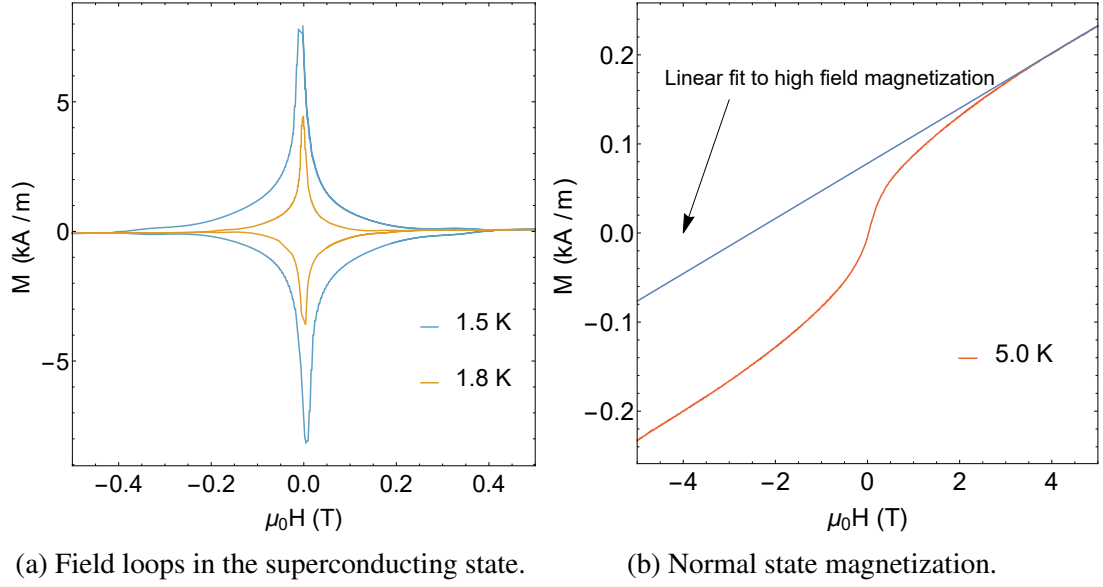 5
0
−5
M (kA / m)
−0.4 −0.2 0.0 0.2 0.4
μ₀H (T)
1.5 K
1.8 K
(a) Field loops in the superconducting state.
0.2
0.1
0.0
−0.1
−0.2
M (kA / m)
−4 −2 0 2 4
μ₀H (T)
Linear fit to high field magnetization
5.0 K
(b) Normal state magnetization.